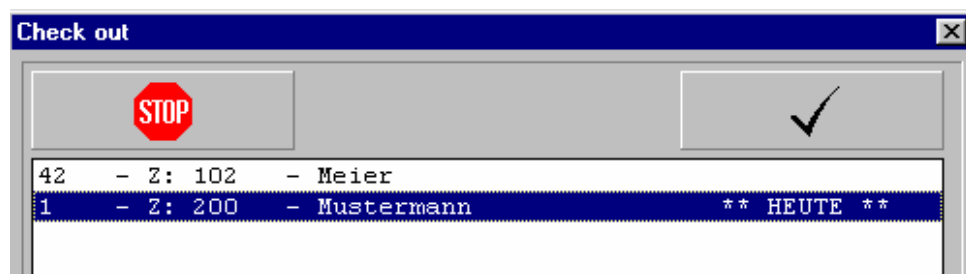 Check out
STOP
42 - Z: 102 - Meier
1 - Z: 200 - Mustermann ** HEUTE **